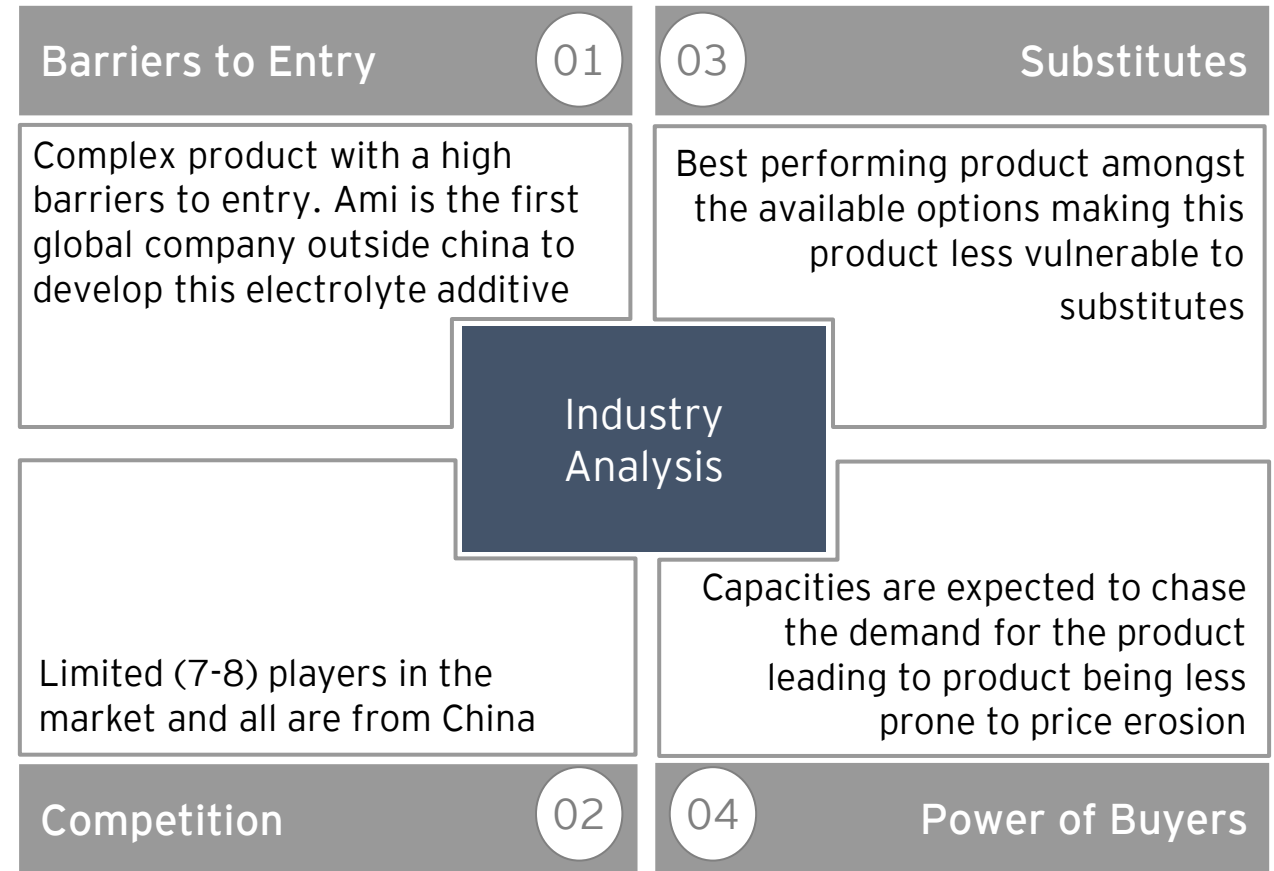 Barriers to Entry
01
Complex product with a high
barriers to entry. Ami is the first
global company outside china to
develop this electrolyte additive
03
Substitutes
Best performing product amongst
the available options making this
product less vulnerable to
substitutes
Industry
Analysis
Limited (7-8) players in the
market and all are from China
Competition
02
Capacities are expected to chase
the demand for the product
leading to product being less
prone to price erosion
04
Power of Buyers